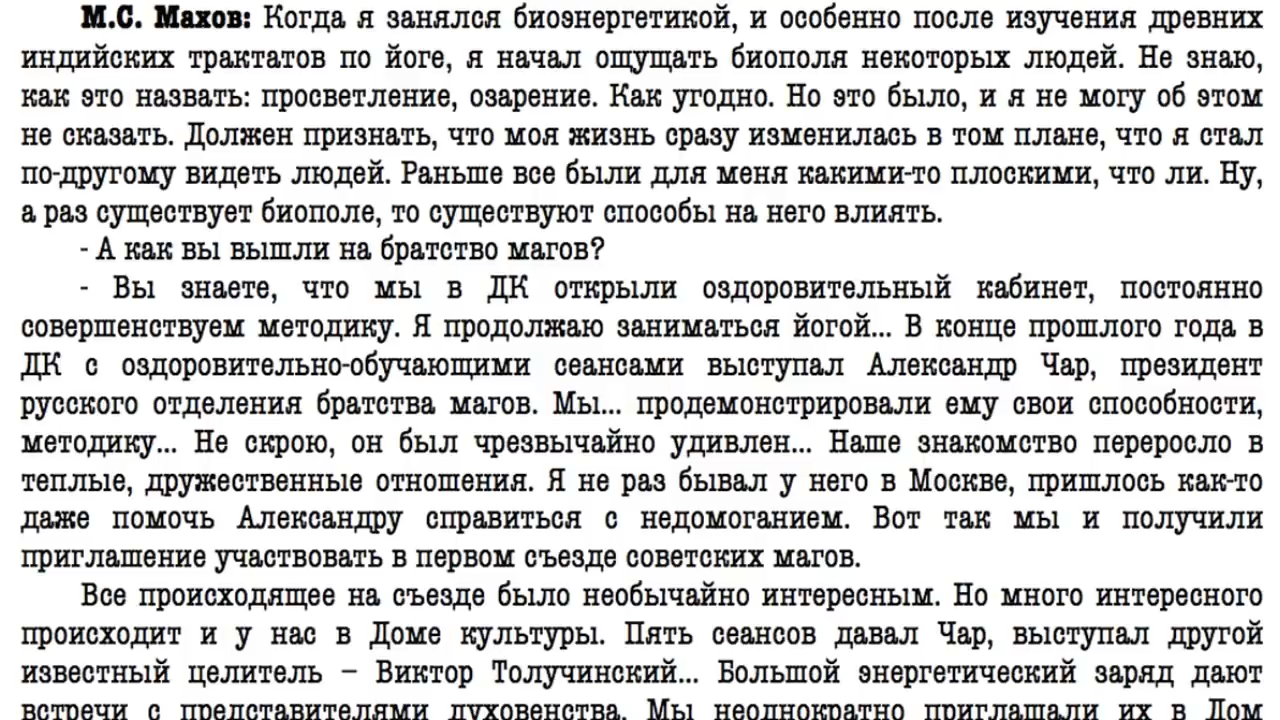 М.С. Махов: Когда я занялся биоэнергетикой, и особенно после изучения древних
индийских трактатов по йоге, я начал ощущать биополя некоторых людей. Не знаю,
как это назвать: просветление, озарение. Как угодно. Но это было, и я не могу об этом
не сказать. Должен признать, что моя жизнь сразу изменилась в том плане, что я стал
по-другому видеть людей. Раньше все были для меня какими-то плоскими, что ли. Ну,
а раз существует биополе, то существуют способы на него влиять.
- А как вы вышли на братство магов?
- Вы знаете, что мы в ДК открыли оздоровительный кабинет, постоянно
совершенствуем методику. Я продолжаю заниматься йогой... В конце прошлого года в
ДК с оздоровительно-обучающими сеансами выступал Александр Чар, президент
русского отделения братства магов. Мы... продемонстрировали ему свои способности,
методику... Не скрою, он был чрезвычайно удивлен... Наше знакомство переросло в
теплые, дружественные отношения. Я не раз бывал у него в Москве, пришлось как-то
даже помочь Александру справиться с недомоганием. Вот так мы и получили
приглашение участвовать в первом съезде советских магов.
Все происходящее на съезде было необычайно интересным. Но много интересного
происходит и у нас в Доме культуры. Пять сеансов давал Чар, выступал другой
известный целитель – Виктор Толучинский... Большой энергетический заряд дают
встречи с представителями духовенства. Мы неоднократно приглашали их в Дом